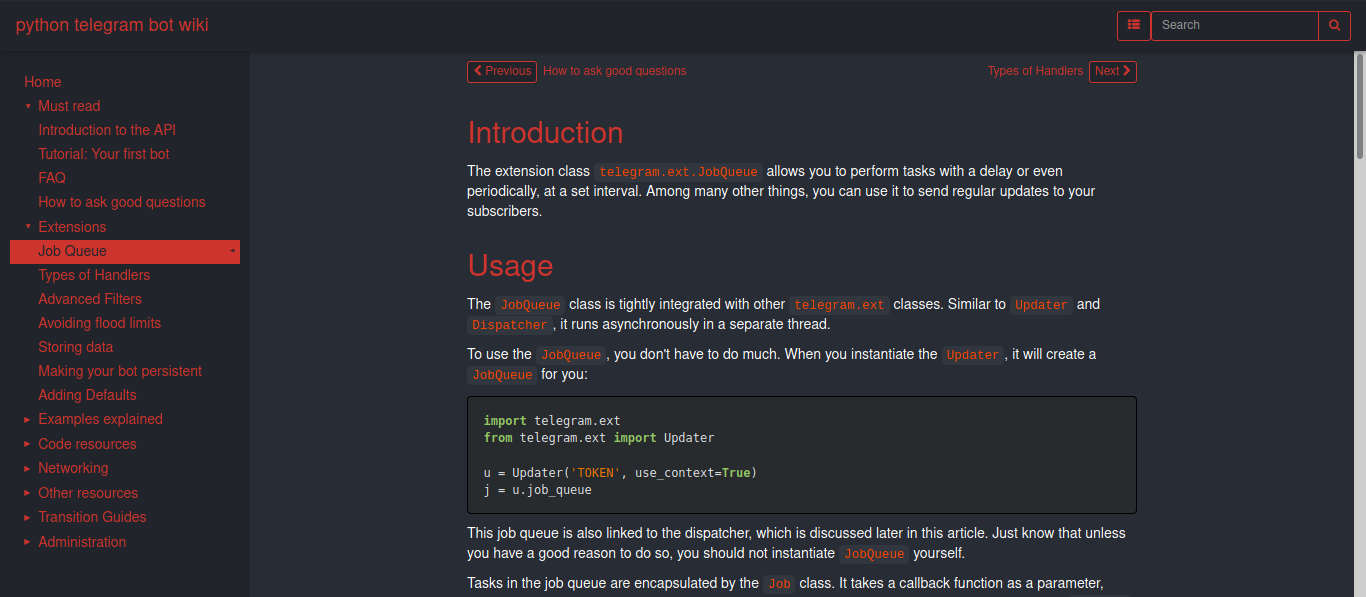 python telegram bot wiki
Search
Home
Must read
Introduction to the API
Tutorial: Your first bot
FAQ
How to ask good questions
Extensions
Job Queue
Types of Handlers
Advanced Filters
Avoiding flood limits
Storing data
Making your bot persistent
Adding Defaults
Examples explained
Code resources
Networking
Other resources
Transition Guides
Administration
Previous How to ask good questions
Types of Handlers Next
Introduction
The extension class telegram.ext.JobQueue allows you to perform tasks with a delay or even
periodically, at a set interval. Among many other things, you can use it to send regular updates to your
subscribers.
Usage
The JobQueue class is tightly integrated with other telegram.ext classes. Similar to Updater and
Dispatcher, it runs asynchronously in a separate thread.
To use the JobQueue, you don't have to do much. When you instantiate the Updater, it will create a
JobQueue for you:
import telegram.ext
from telegram.ext import Updater
u = Updater('TOKEN', use_context=True)
j = u.job_queue
This job queue is also linked to the dispatcher, which is discussed later in this article. Just know that unless
you have a good reason to do so, you should not instantiate JobQueue yourself.
Tasks in the job queue are encapsulated by the Job class. It takes a callback function as a parameter,